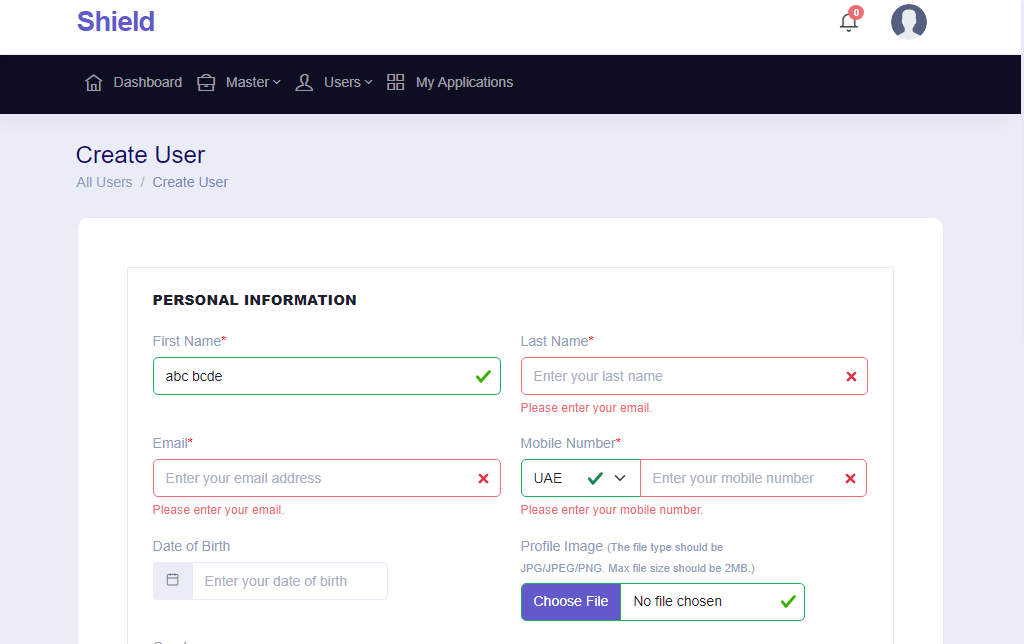 Shield
0
Dashboard Master Users My Applications
Create User
All Users / Create User
PERSONAL INFORMATION
First Name* Last Name*
abc bcde Enter your last name
Please enter your email.
Email* Mobile Number*
Enter your email address UAE Enter your mobile number
Please enter your email. Please enter your mobile number.
Date of Birth Profile Image (The file type should be
JPG/JPEG/PNG. Max file size should be 2MB.)
Enter your date of birth
Choose File No file chosen